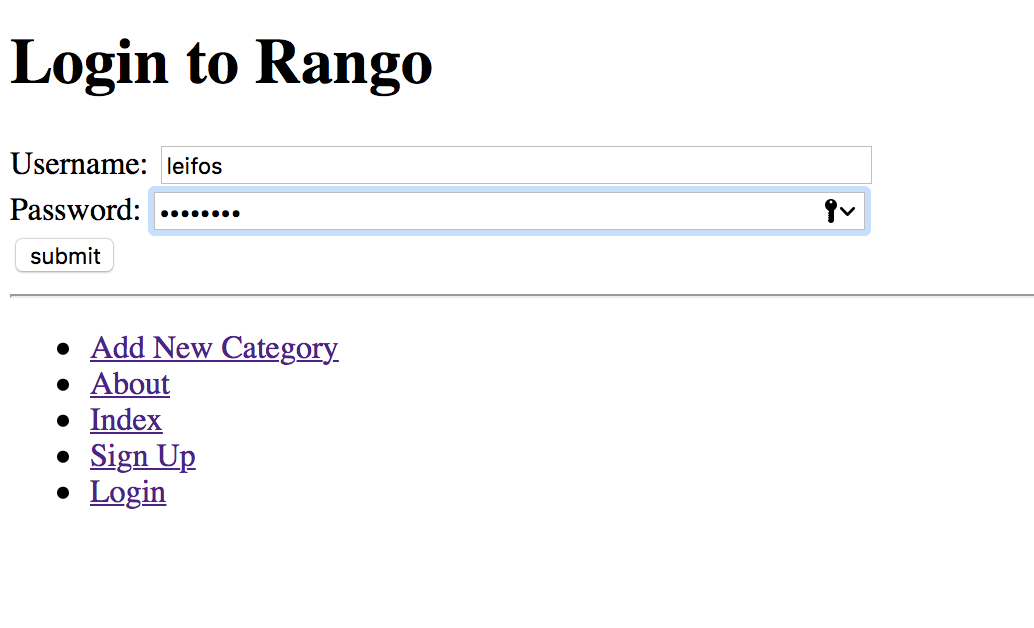 Login to Rango
Username: leifos
Password: ••••••••
submit
Add New Category
About
Index
Sign Up
Login